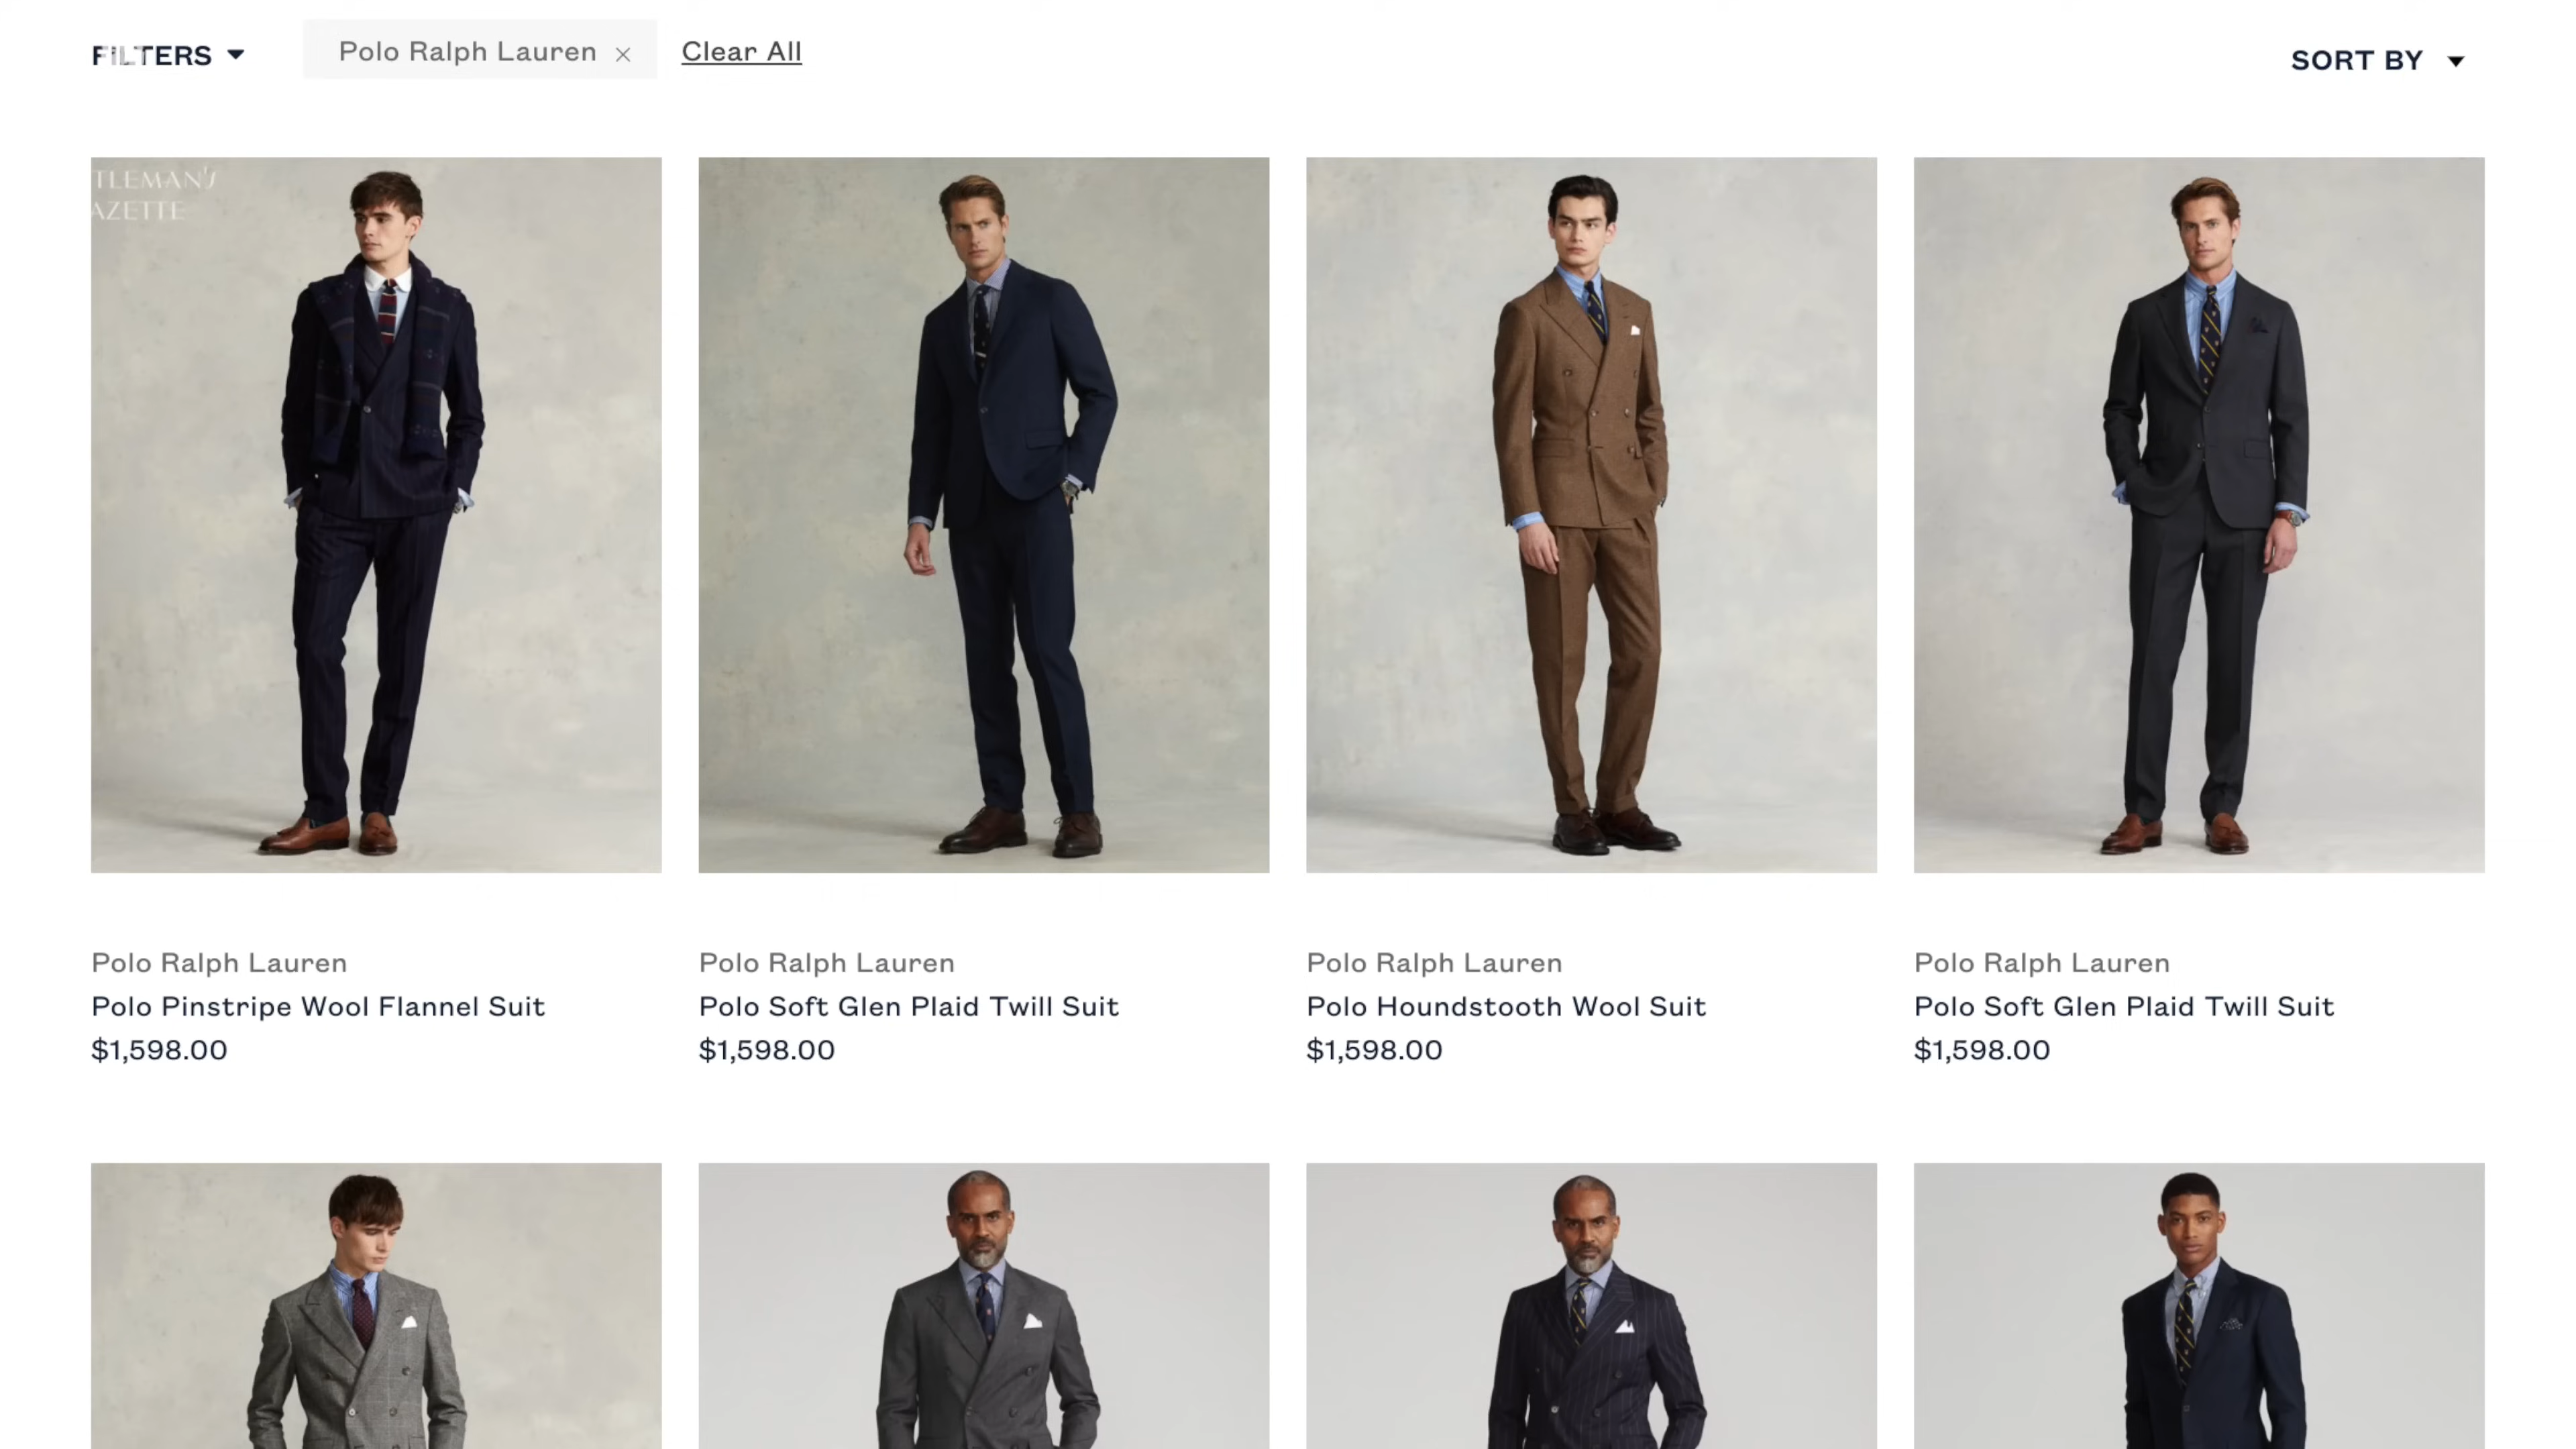 FILTERS
Polo Ralph Lauren ×
Clear All
SORT BY
TLEMAN'S
AZETTE
Polo Ralph Lauren
Polo Pinstripe Wool Flannel Suit
$1,598.00
Polo Ralph Lauren
Polo Soft Glen Plaid Twill Suit
$1,598.00
Polo Ralph Lauren
Polo Houndstooth Wool Suit
$1,598.00
Polo Ralph Lauren
Polo Soft Glen Plaid Twill Suit
$1,598.00